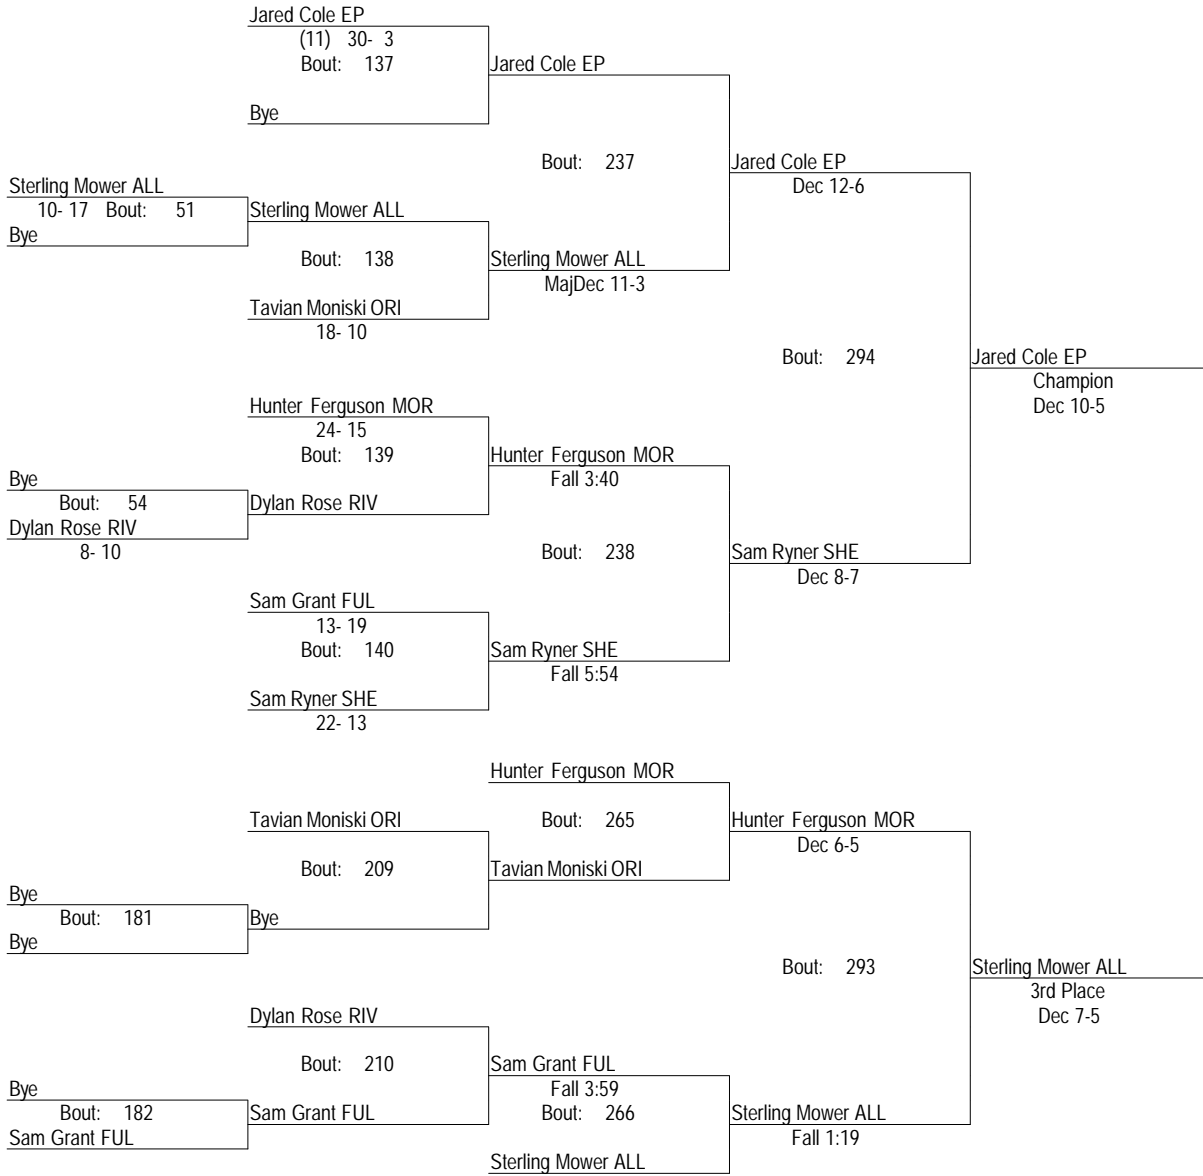 Jared Cole EP
(11) 30- 3
Bout: 137
Jared Cole EP
Bye
Bout: 237
Jared Cole EP
Dec 12-6
Sterling Mower ALL
10- 17 Bout: 51
Sterling Mower ALL
Bye
Bout: 138
Sterling Mower ALL
MajDec 11-3
Tavian Moniski ORI
18- 10
Bout: 294
Jared Cole EP
Champion
Dec 10-5
Hunter Ferguson MOR
24- 15
Bout: 139
Hunter Ferguson MOR
Fall 3:40
Bye
Bout: 54
Dylan Rose RIV
Dylan Rose RIV
8- 10
Bout: 238
Sam Ryner SHE
Dec 8-7
Sam Grant FUL
13- 19
Bout: 140
Sam Ryner SHE
Fall 5:54
Sam Ryner SHE
22- 13
Hunter Ferguson MOR
Tavian Moniski ORI
Bout: 265
Hunter Ferguson MOR
Dec 6-5
Bout: 209
Tavian Moniski ORI
Bye
Bout: 181
Bye
Bye
Bout: 293
Sterling Mower ALL
3rd Place
Dec 7-5
Dylan Rose RIV
Bout: 210
Sam Grant FUL
Fall 3:59
Bye
Bout: 182
Sam Grant FUL
Bout: 266
Sterling Mower ALL
Fall 1:19
Sam Grant FUL
Sterling Mower ALL